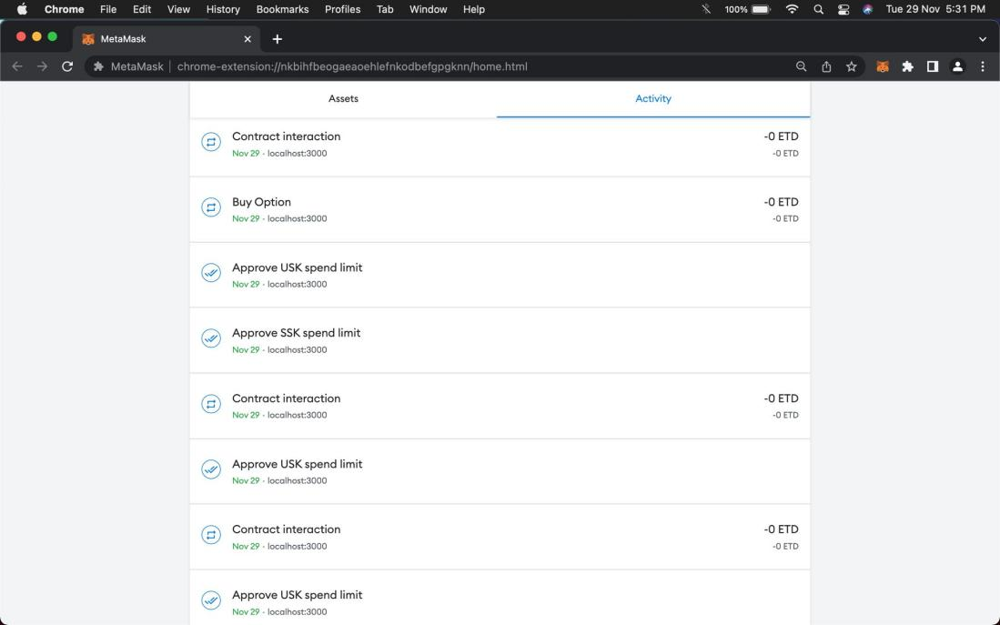 Chrome File Edit View History Bookmarks Profiles Tab Window Help 100% Tue 29 Nov 5:31 PM
MetaMask
MetaMask | chrome-extension://nkbihfbeogaeaoehlefnkodbefgpgknn/home.html
Assets Activity
Contract interaction -0 ETD
Nov 29 · localhost:3000 -0 ETD
Buy Option -0 ETD
Nov 29 · localhost:3000 -0 ETD
Approve USK spend limit
Nov 29 · localhost:3000
Approve SSK spend limit
Nov 29 · localhost:3000
Contract interaction -0 ETD
Nov 29 · localhost:3000 -0 ETD
Approve USK spend limit
Nov 29 · localhost:3000
Contract interaction -0 ETD
Nov 29 · localhost:3000 -0 ETD
Approve USK spend limit
Nov 29 · localhost:3000